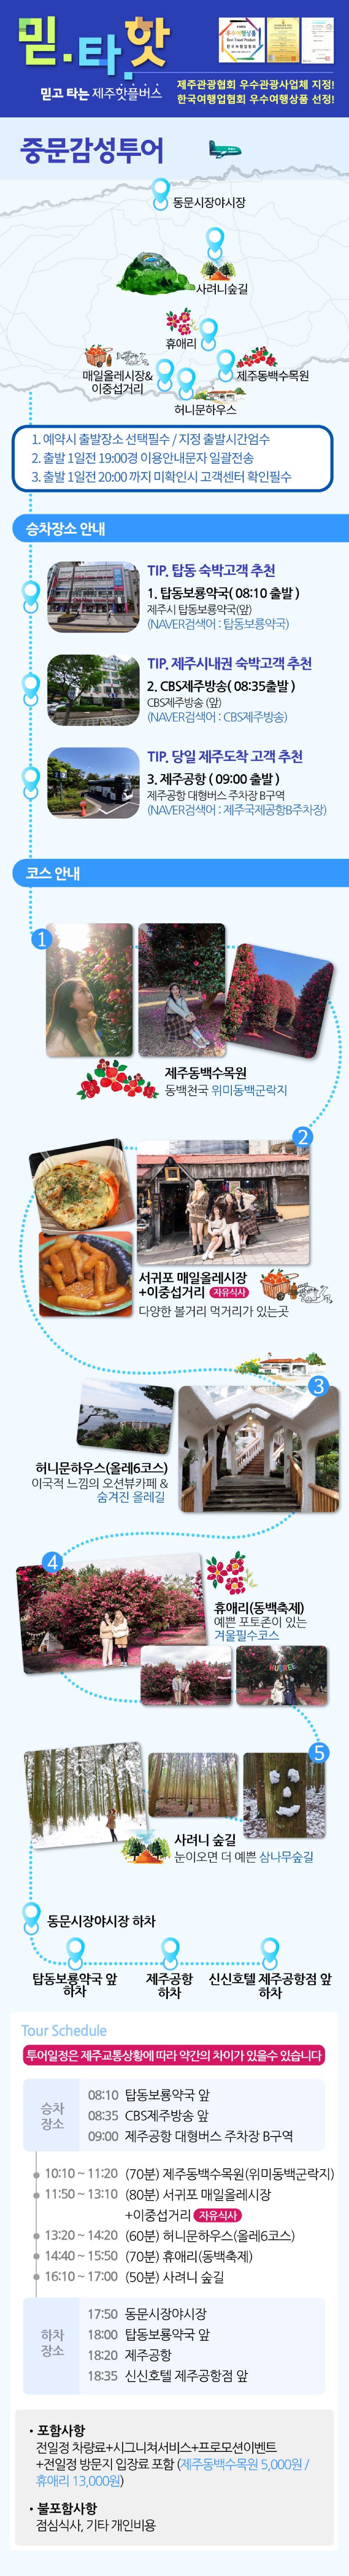 믿.타.핫
믿고 타는 제주핫플버스
우수여행상품
제주관광협회 우수관광사업체 지정!
한국여행업협회 우수여행상품 선정!
중문감성투어
동문시장야시장
사려니숲길
휴애리
매일올레시장&
이중섭거리
제주동백수목원
허니문하우스
1. 예약시 출발장소 선택필수 / 지정 출발시간엄수
2. 출발 1일전 19:00경 이용안내문자 일괄전송
3. 출발 1일전 20:00 까지 미확인시 고객센터 확인필수
승차장소 안내
TIP. 탑동 숙박고객 추천
1. 탑동보룡약국( 08:10 출발 )
제주시 탑동보룡약국(앞)
(NAVER검색어 : 탑동보룡약국)
TIP. 제주시내권 숙박고객 추천
2. CBS제주방송( 08:35출발 )
CBS제주방송 (앞)
(NAVER검색어 : CBS제주방송)
TIP. 당일 제주도착 고객 추천
3. 제주공항 ( 09:00 출발 )
제주공항 대형버스 주차장 B구역
(NAVER검색어 : 제주국제공항B주차장)
코스 안내
1
제주동백수목원
동백천국 위미동백군락지
2
서귀포 매일올레시장
+이중섭거리 자유식사
다양한 볼거리 먹거리가 있는곳
3
허니문하우스(올레6코스)
이국적 느낌의 오션뷰카페 &
숨겨진 올레길
4
휴애리(동백축제)
예쁜 포토존이 있는
겨울필수코스
HUEREE
5
사려니 숲길
눈이오면 더 예쁜 삼나무숲길
동문시장야시장 하차
탑동보룡약국 앞
하차
제주공항
하차
신신호텔 제주공항점 앞
하차
Tour Schedule
투어일정은 제주교통상황에 따라 약간의 차이가 있을수 있습니다
승차
장소
08:10 탑동보룡약국 앞
08:35 CBS제주방송 앞
09:00 제주공항 대형버스 주차장 B구역
10:10 ~ 11:20 (70분) 제주동백수목원(위미동백군락지)
11:50 ~ 13:10 (80분) 서귀포 매일올레시장
+이중섭거리 자유식사
13:20 ~ 14:20 (60분) 허니문하우스(올레6코스)
14:40 ~ 15:50 (70분) 휴애리(동백축제)
16:10 ~ 17:00 (50분) 사려니 숲길
하차
장소
17:50 동문시장야시장
18:00 탑동보룡약국 앞
18:20 제주공항
18:35 신신호텔 제주공항점 앞
• 포함사항
전일정 차량료+시그니쳐서비스+프로모션이벤트
+전일정 방문지 입장료 포함 (제주동백수목원 5,000원 /
휴애리 13,000원)
• 불포함사항
점심식사, 기타 개인비용